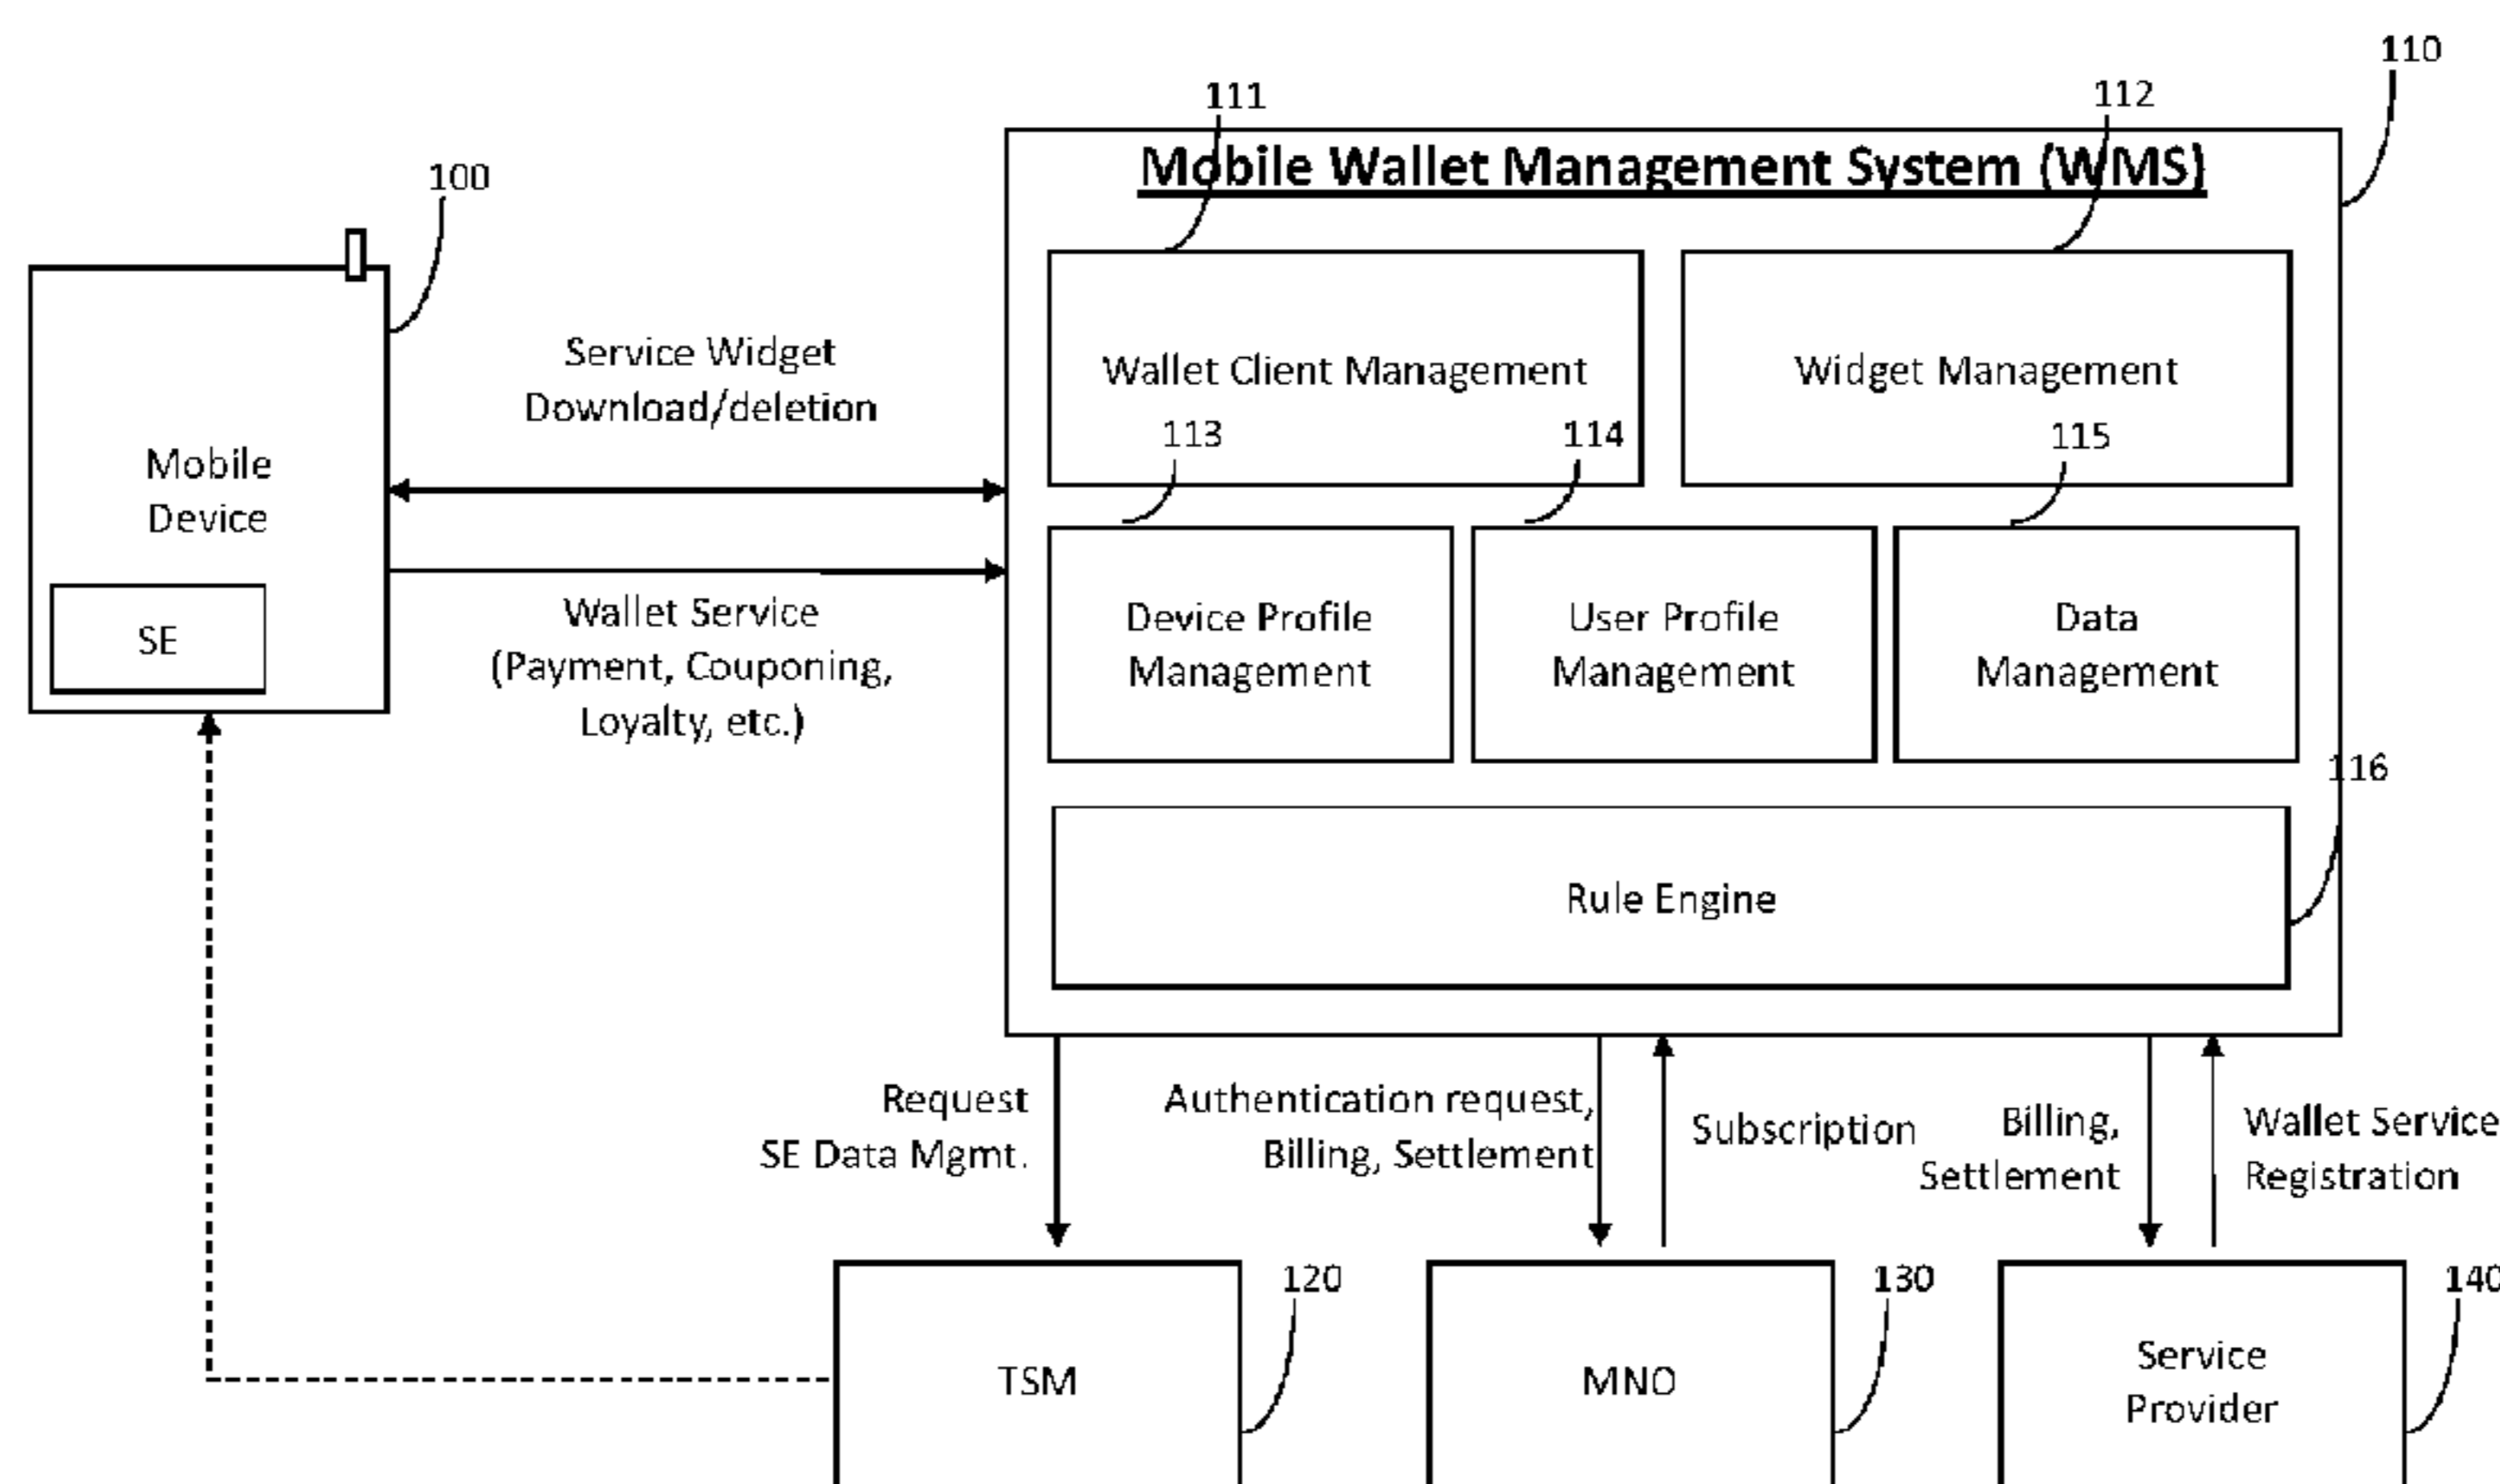 110
111
112
Mobile Wallet Management System (WMS)
100
Service Widget
Download/deletion
Wallet Client Management
Widget Management
113
114
115
Mobile
Device
SE
Wallet Service
(Payment, Couponing,
Loyalty, etc.)
Device Profile
Management
User Profile
Management
Data
Management
116
Rule Engine
Request
SE Data Mgmt.
Authentication request,
Billing, Settlement
Subscription
Billing,
Settlement
Wallet Service
Registration
120
130
140
TSM
MNO
Service
Provider